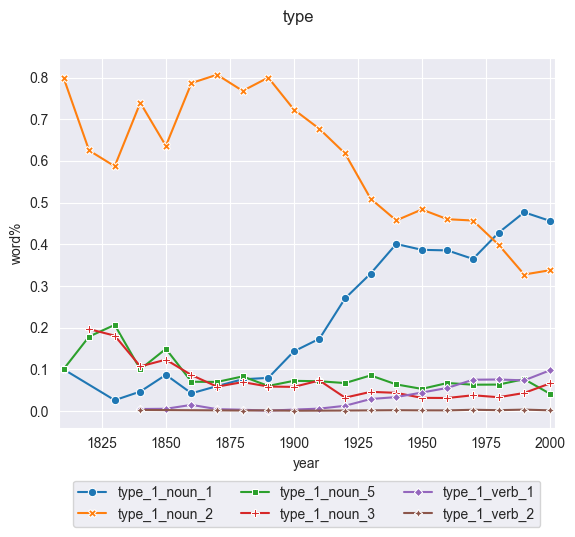 type
0.8
0.7
0.6
0.5
0.4
0.3
0.2
0.1
0.0
word%
1825 1850 1875 1900 1925 1950 1975 2000
year
type_1_noun_1 type_1_noun_5 type_1_verb_1
type_1_noun_2 type_1_noun_3 type_1_verb_2